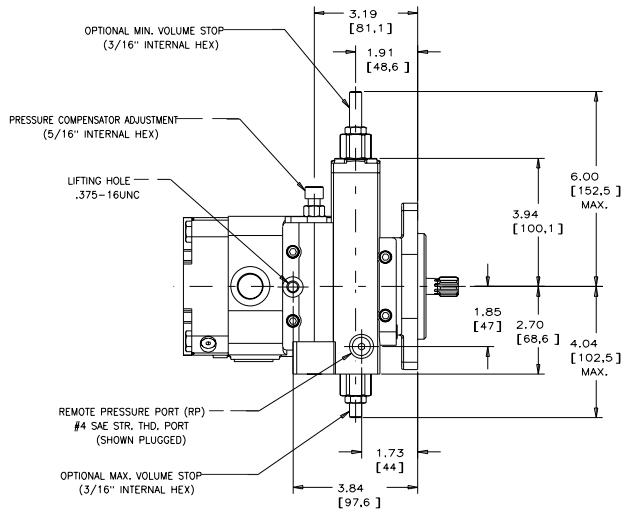 3.19
[81,1]
OPTIONAL MIN. VOLUME STOP
(3/16" INTERNAL HEX)
1.91
[48,6 ]
PRESSURE COMPENSATOR ADJUSTMENT
(5/16" INTERNAL HEX)
LIFTING HOLE
.375-16UNC
6.00
[152,5 ]
MAX.
3.94
[100,1 ]
1.85
[47]
2.70
[68,6 ]
4.04
[102,5]
MAX.
REMOTE PRESSURE PORT (RP)
#4 SAE STR. THD. PORT
(SHOWN PLUGGED)
1.73
[44]
OPTIONAL MAX. VOLUME STOP
(3/16" INTERNAL HEX)
3.84
[97,6 ]